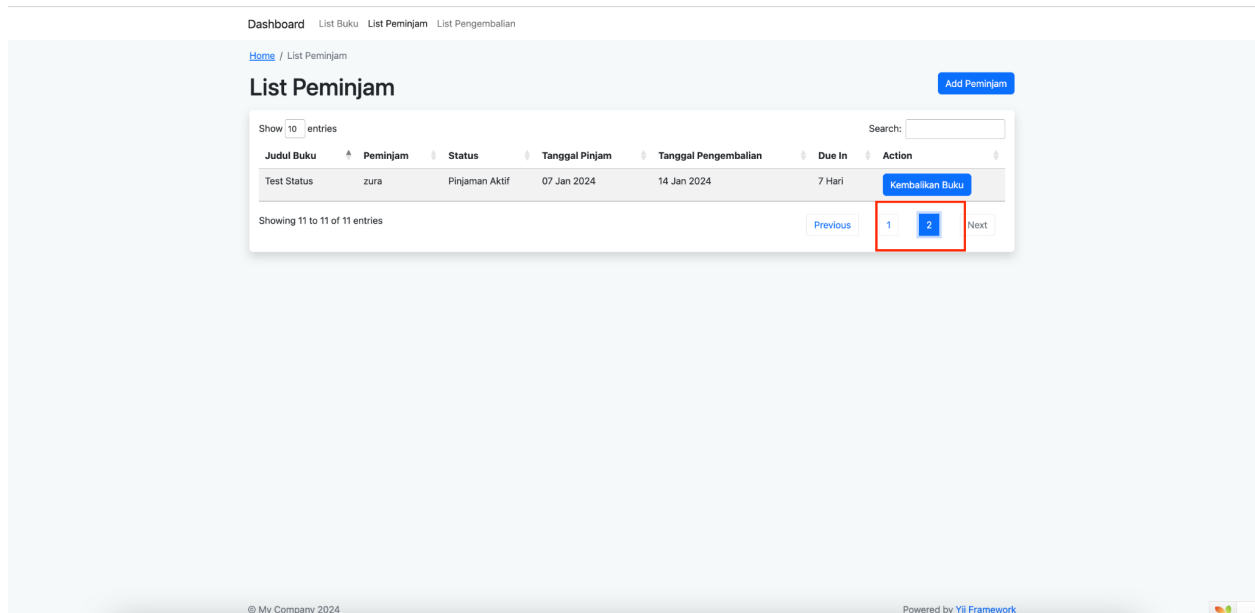 Dashboard List Buku List Peminjam List Pengembalian
Home / List Peminjam
List Peminjam
Add Peminjam
Show 10 entries
Search:
Judul Buku Peminjam Status Tanggal Pinjam Tanggal Pengembalian Due In Action
Test Status zura Pinjaman Aktif 07 Jan 2024 14 Jan 2024 7 Hari Kembalikan Buku
Showing 11 to 11 of 11 entries
Previous 1 2 Next
© My Company 2024
Powered by Yii Framework